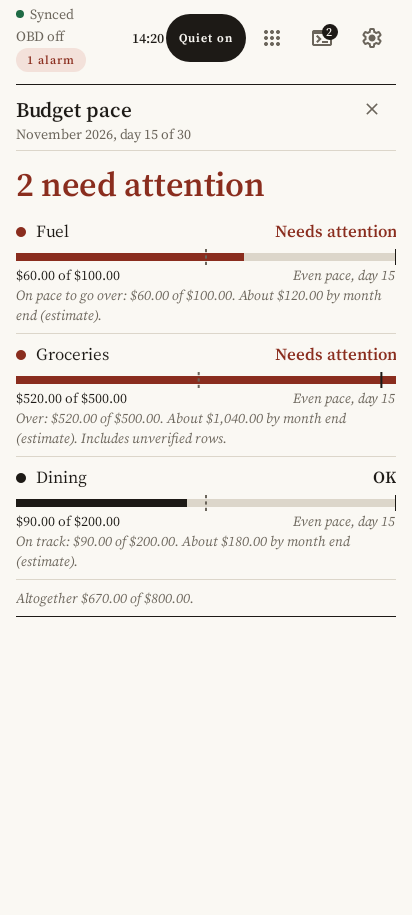 Synced
OBD off
1 alarm
14:20
Quiet on
2
Budget pace
November 2026, day 15 of 30
2 need attention
Fuel
Needs attention
$60.00 of $100.00
Even pace, day 15
On pace to go over: $60.00 of $100.00. About $120.00 by month
end (estimate).
Groceries
Needs attention
$520.00 of $500.00
Even pace, day 15
Over: $520.00 of $500.00. About $1,040.00 by month end
(estimate). Includes unverified rows.
Dining
OK
$90.00 of $200.00
Even pace, day 15
On track: $90.00 of $200.00. About $180.00 by month end
(estimate).
Altogether $670.00 of $800.00.